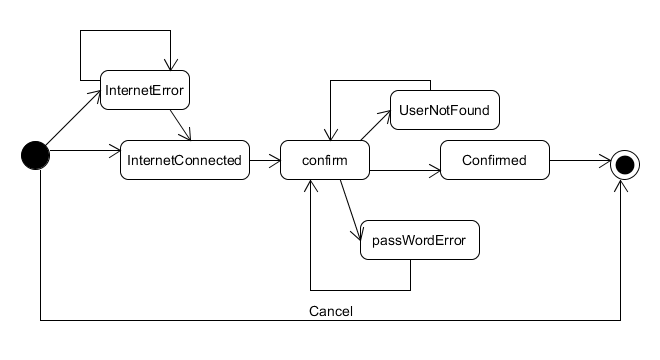 InternetError
UserNotFound
InternetConnected
confirm
Confirmed
passWordError
Cancel